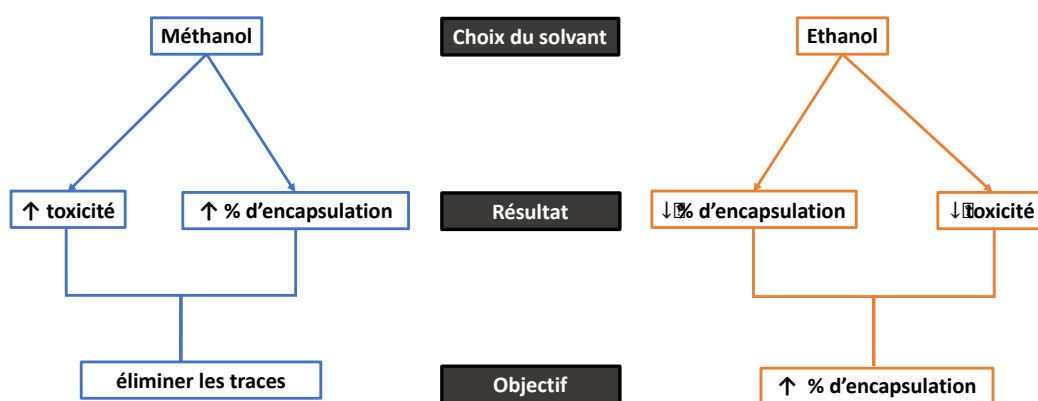 Méthanol
Choix du solvant
Ethanol
↑ toxicité
↑ % d'encapsulation
Résultat
↓ % d'encapsulation
↓ toxicité
éliminer les traces
Objectif
↑ % d'encapsulation